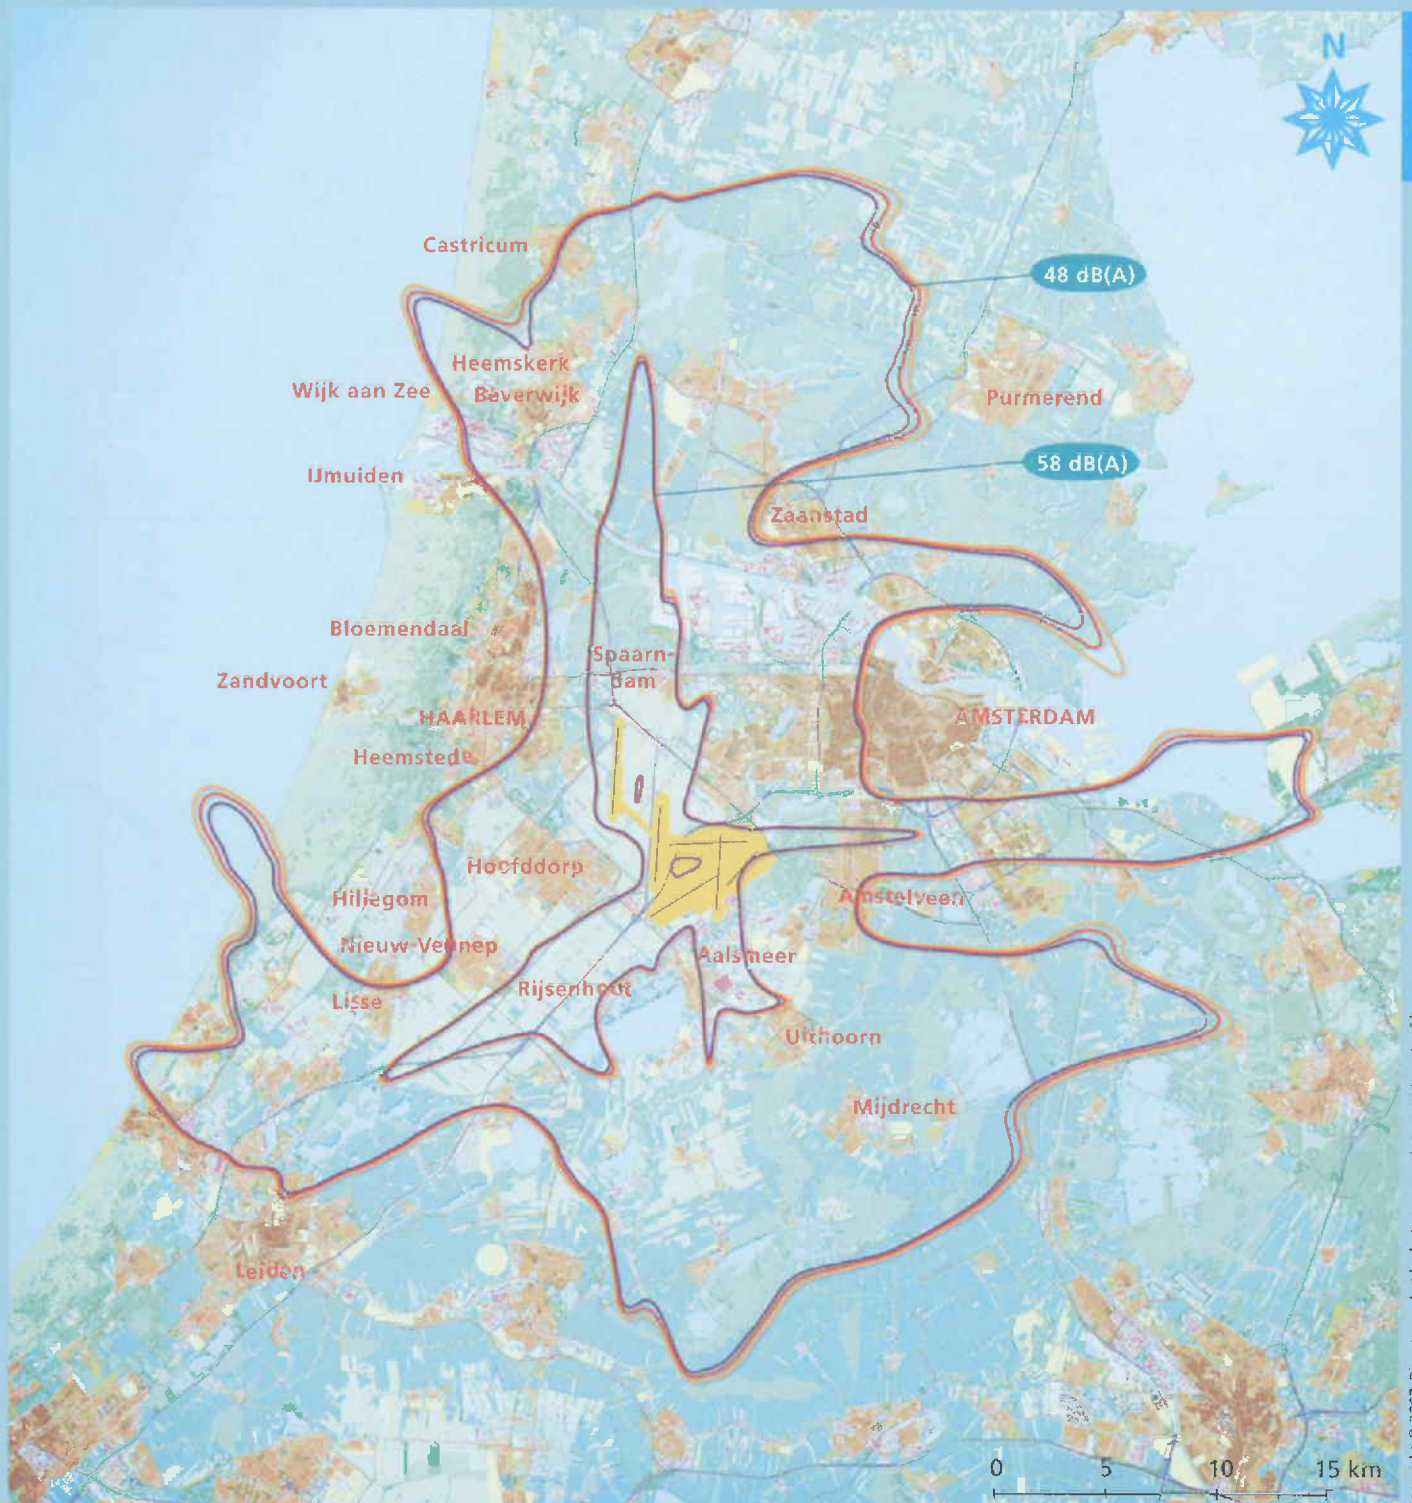 N
Castricum
48 dB(A)
Heemskerk
Wijk aan Zee
Beverwijk
Purmerend
58 dB(A)
IJmuiden
Zaanstad
Bloemendaal
Spaarn-
dam
Zandvoort
HAARLEM
AMSTERDAM
Heemstede
Hoofddorp
Hillegom
Amstelveen
Nieuw-Vennep
Aalsmeer
Rijsenhout
Lisse
Uithoorn
Mijdrecht
Leiden
0 5 10 15 km